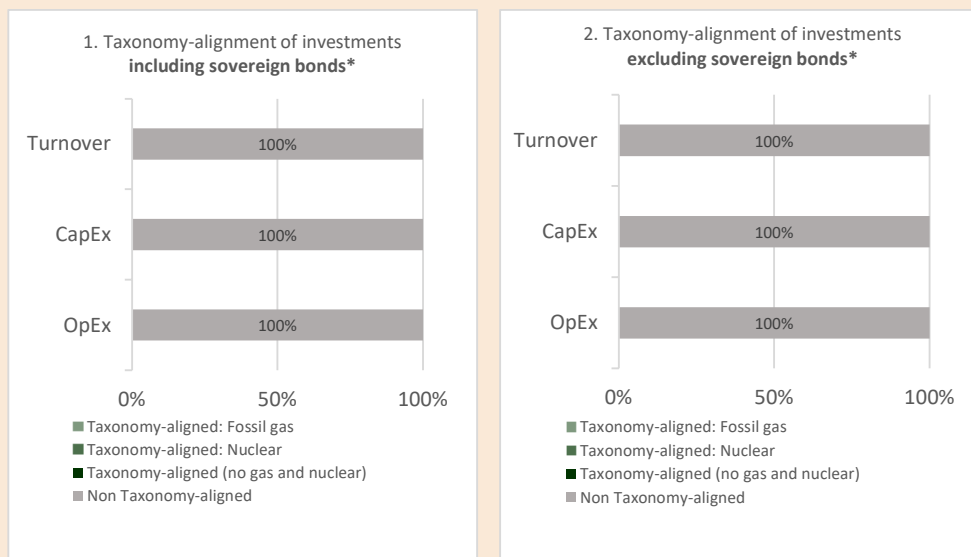 1. Taxonomy-alignment of investments
including sovereign bonds*
Turnover
100%
CapEx
100%
OpEx
100%
0% 50% 100%
Taxonomy-aligned: Fossil gas
Taxonomy-aligned: Nuclear
Taxonomy-aligned (no gas and nuclear)
Non Taxonomy-aligned
2. Taxonomy-alignment of investments
excluding sovereign bonds*
Turnover
100%
CapEx
100%
OpEx
100%
0% 50% 100%
Taxonomy-aligned: Fossil gas
Taxonomy-aligned: Nuclear
Taxonomy-aligned (no gas and nuclear)
Non Taxonomy-aligned